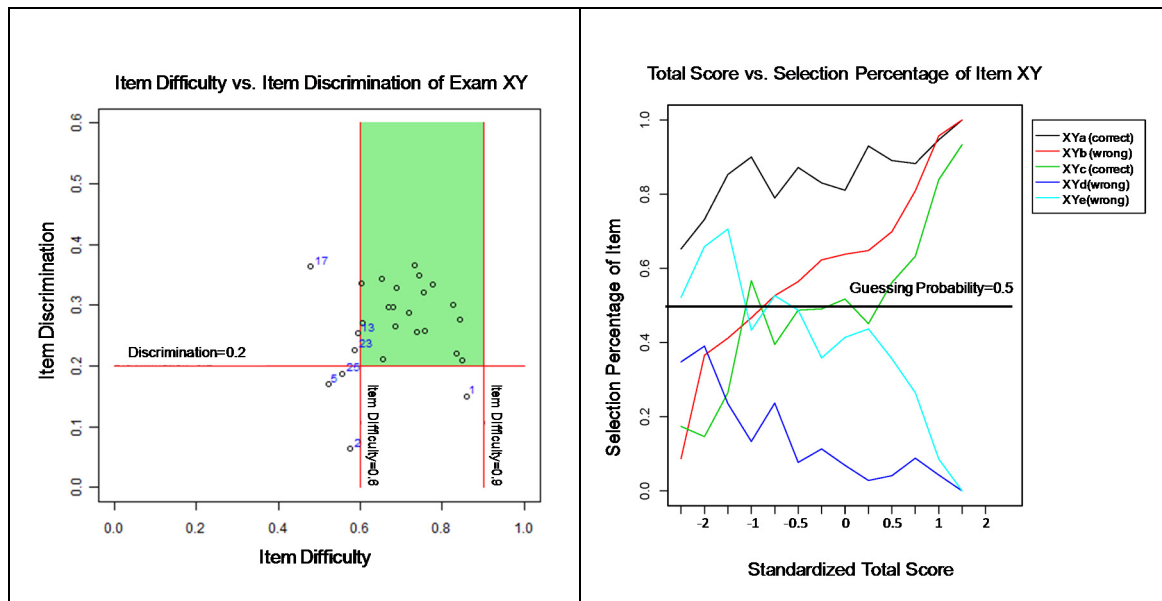 Item Difficulty vs. Item Discrimination of Exam XY
Item Discrimination
0.6
0.5
0.4
0.3
0.2
0.1
0.0
17
13
23
25
5
1
2
Discrimination=0.2
Item Difficulty=0.6
Item Difficulty=0.9
0.0
0.2
0.4
0.6
0.8
1.0
Item Difficulty
Total Score vs. Selection Percentage of Item XY
Selection Percentage of Item
1.0
0.8
0.6
0.4
0.2
0.0
XYa (correct)
XYb (wrong)
XYc (correct)
XYd(wrong)
XYe(wrong)
Guessing Probability=0.5
-2
-1
-0.5
0
0.5
1
2
Standardized Total Score